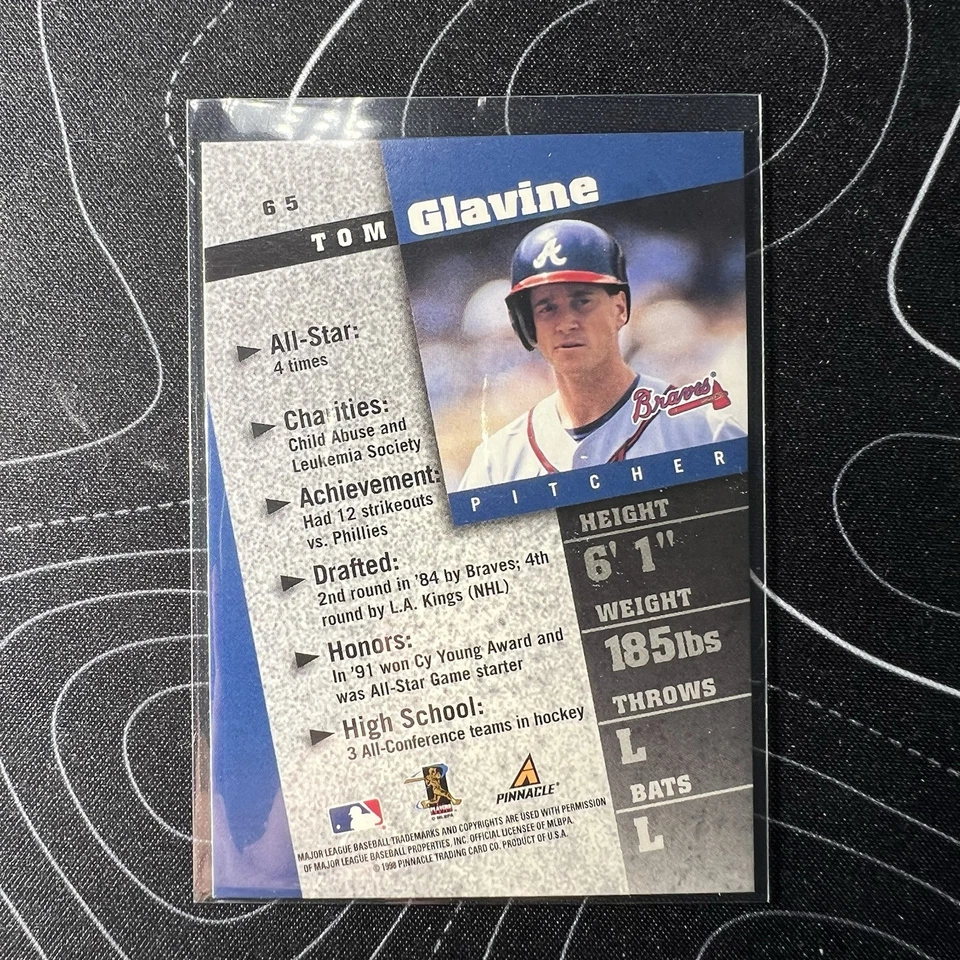 65
TOM Glavine
A
Braves
PITCHER
All-Star:
4 times
Charities:
Child Abuse and
Leukemia Society
Achievement:
Had 12 strikeouts
vs. Phillies
Drafted:
2nd round in '84 by Braves; 4th
round by L.A. Kings (NHL)
Honors:
In '91 won Cy Young Award and
was All-Star Game starter
High School:
3 All-Conference teams in hockey
HEIGHT
6' 1"
WEIGHT
185lbs
THROWS
L
BATS
L
© MLBPA
PINNACLE
MAJOR LEAGUE BASEBALL TRADEMARKS AND COPYRIGHTS ARE USED WITH PERMISSION
OF MAJOR LEAGUE BASEBALL PROPERTIES, INC. OFFICIAL LICENSEE OF MLBPA.
© 1998 PINNACLE TRADING CARD CO. PRODUCT OF U.S.A.